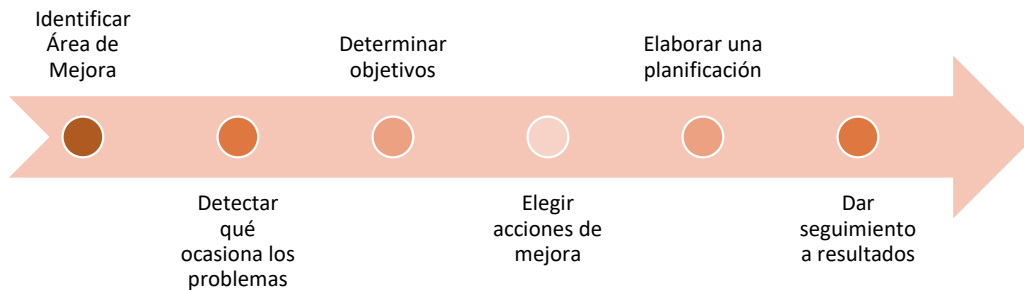 Identificar
Área de
Mejora
Detectar
qué
ocasiona los
problemas
Determinar
objetivos
Elegir
acciones de
mejora
Elaborar una
planificación
Dar
seguimiento
a resultados